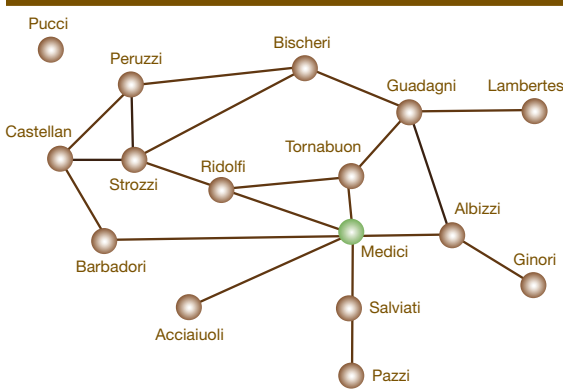 Pucci
Bischeri
Peruzzi
Guadagni
Lambertes
Castellan
Tornabuon
Ridolfi
Strozzi
Albizzi
Medici
Barbadori
Ginori
Salviati
Acciaiuoli
Pazzi